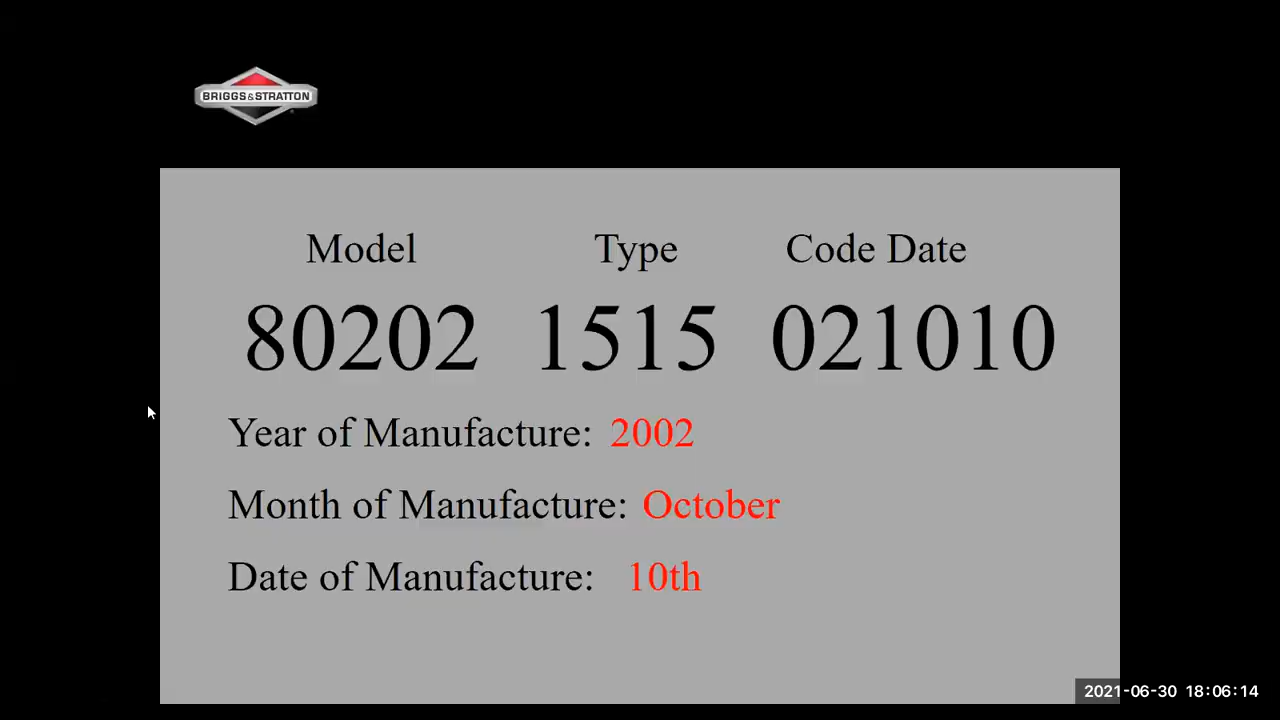 BRIGGS&STRATTON
Model Type Code Date
80202 1515 021010
Year of Manufacture: 2002
Month of Manufacture: October
Date of Manufacture: 10th
2021-06-30 18:06:14